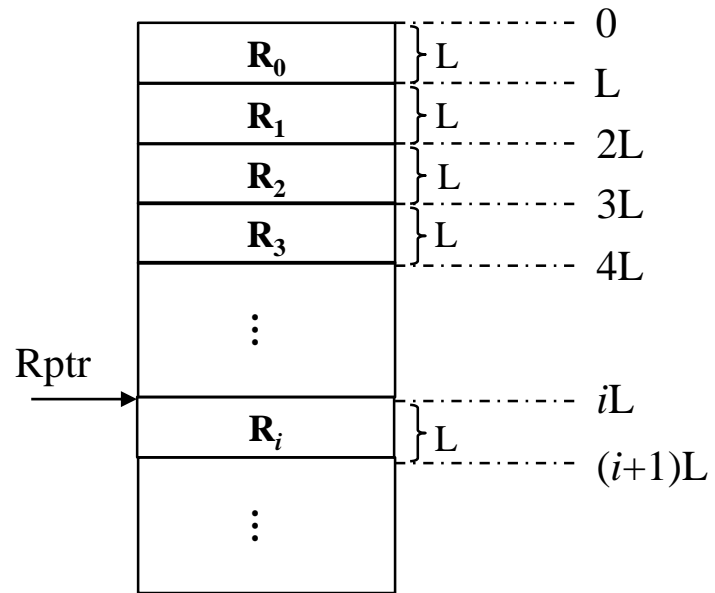 0
R₀ L
L
R₁ L
2L
R₂ L
3L
R₃ L
4L
⋮
Rptr
iL
Rᵢ L
(i+1)L
⋮